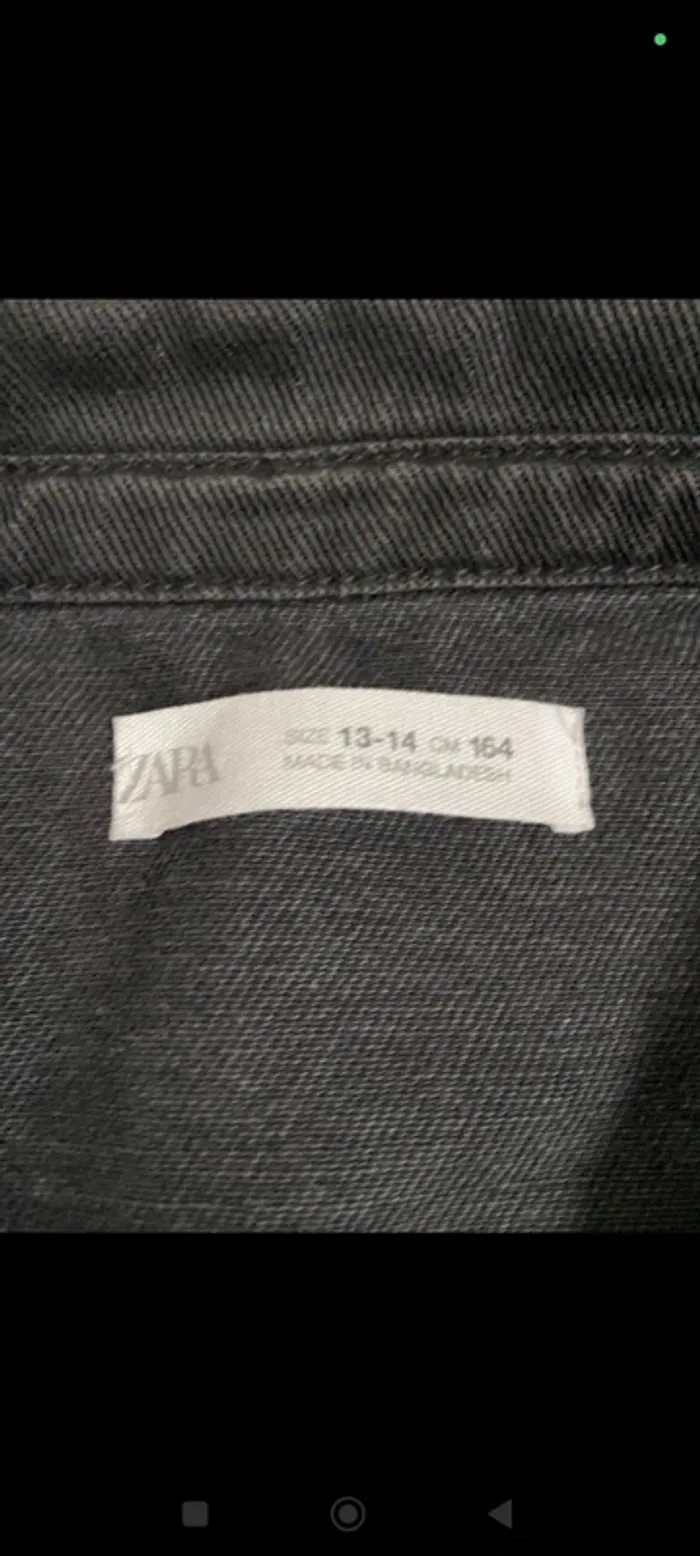 ZARA
SIZE 13-14 CM 164
MADE IN BANGLADESH